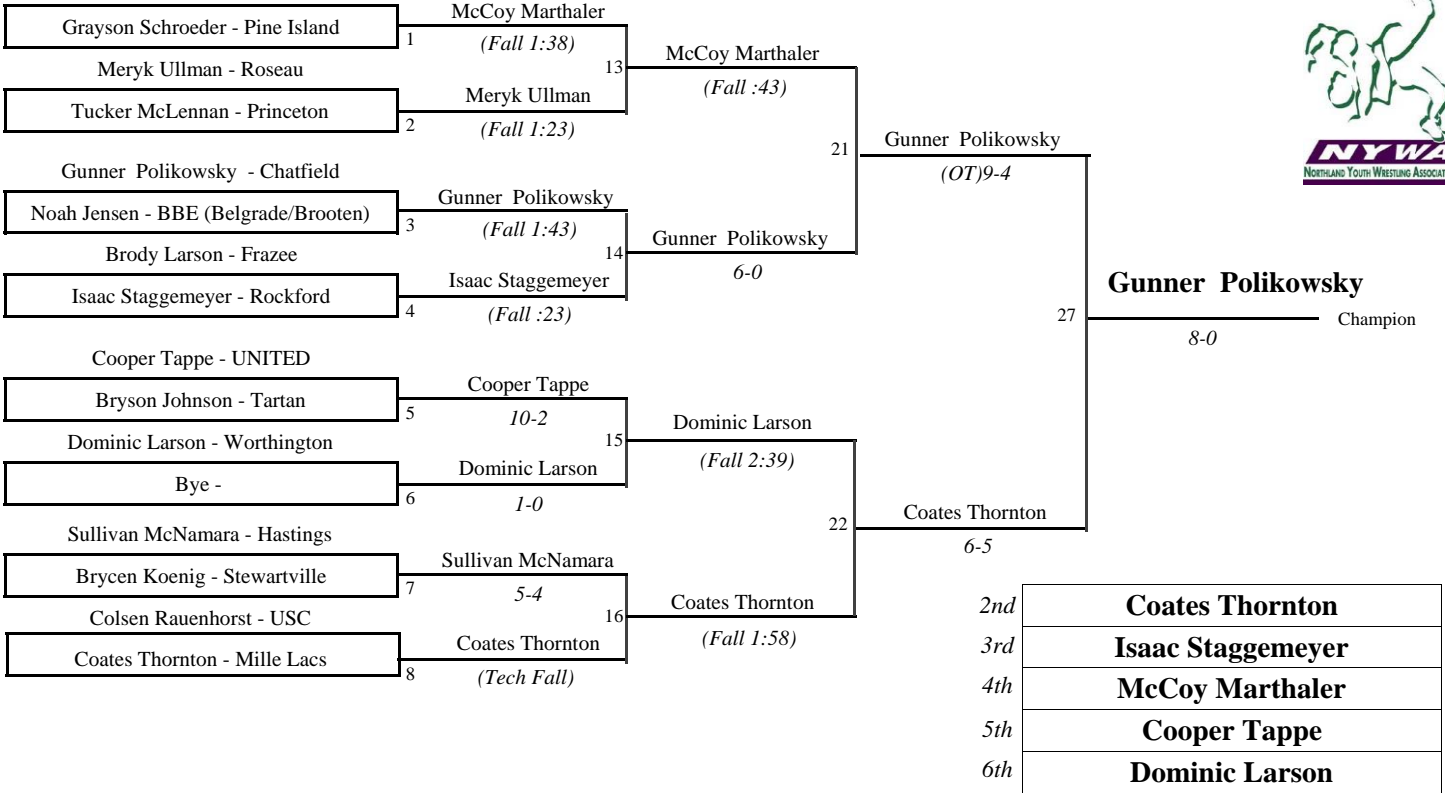 McCoy Marthaler
Grayson Schroeder - Pine Island
1
(Fall 1:38)
McCoy Marthaler
Meryk Ullman - Roseau
13
(Fall :43)
Meryk Ullman
Tucker McLennan - Princeton
2
(Fall 1:23)
Gunner Polikowsky
21
(OT)9-4
NYWA
NORTHLAND YOUTH WRESTLING
Gunner Polikowsky - Chatfield
Gunner Polikowsky
Noah Jensen - BBE (Belgrade/Brooten)
3
(Fall 1:43)
Gunner Polikowsky
Brody Larson - Frazee
14
6-0
Isaac Staggemeyer
Isaac Staggemeyer - Rockford
4
(Fall :23)
Gunner Polikowsky
27
Champion
8-0
Cooper Tappe - UNITED
Cooper Tappe
Bryson Johnson - Tartan
5
10-2
Dominic Larson
Dominic Larson - Worthington
15
(Fall 2:39)
Dominic Larson
Bye -
6
1-0
Coates Thornton
22
6-5
Sullivan McNamara - Hastings
Sullivan McNamara
Brycen Koenig - Stewartville
7
5-4
Coates Thornton
Colsen Rauenhorst - USC
16
(Fall 1:58)
Coates Thornton
Coates Thornton - Mille Lacs
8
(Tech Fall)
2nd Coates Thornton
3rd Isaac Staggemeyer
4th McCoy Marthaler
5th Cooper Tappe
6th Dominic Larson